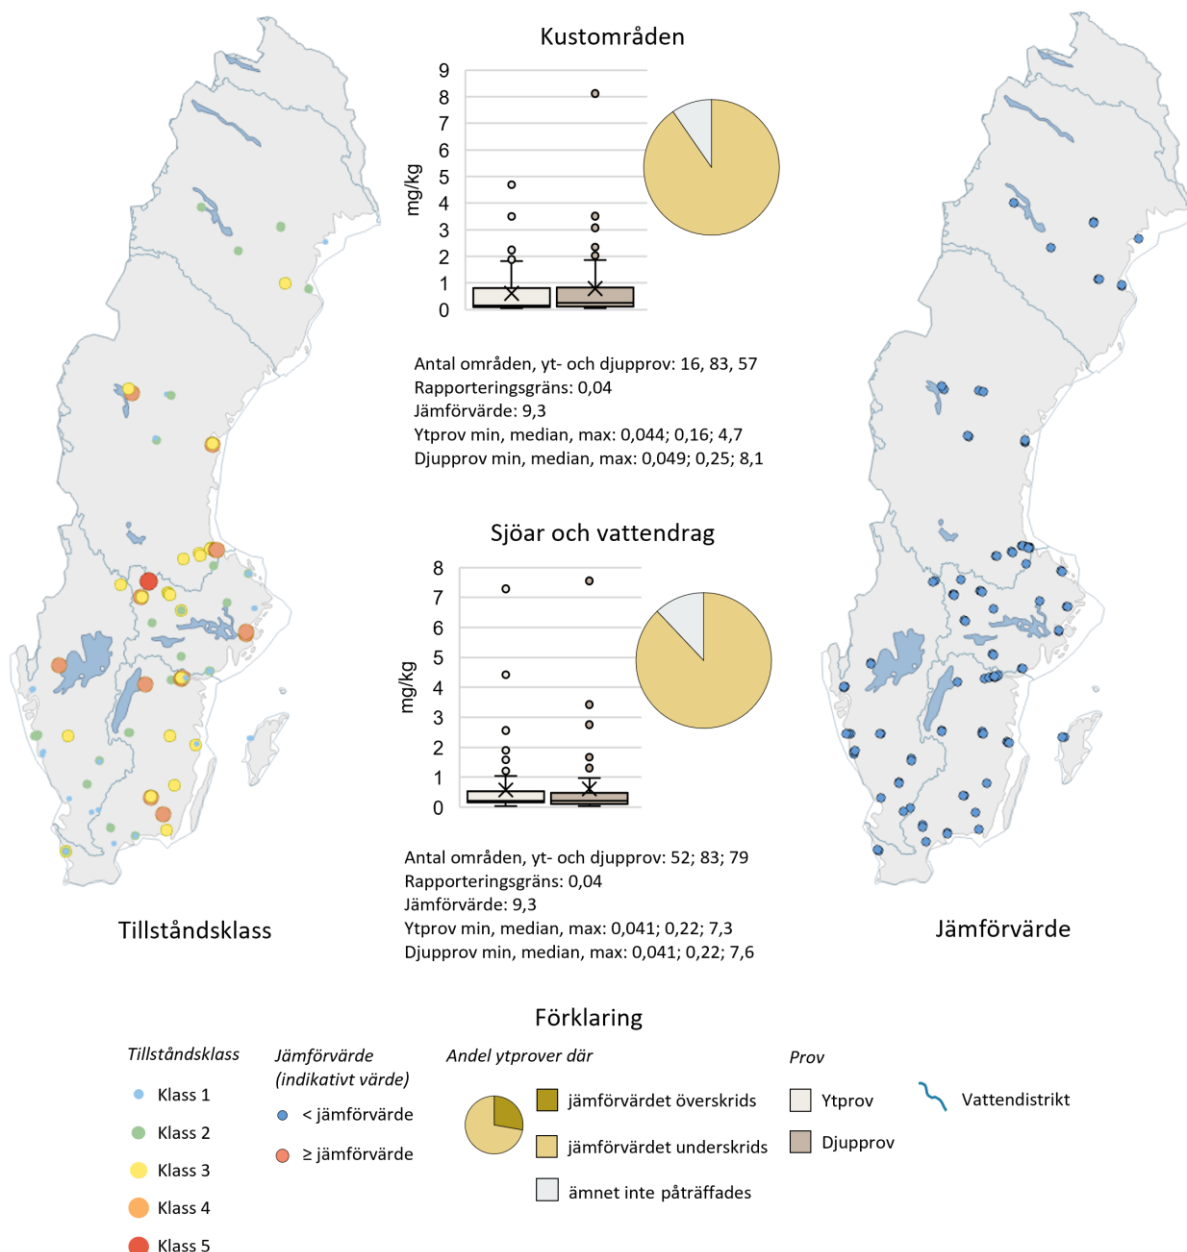 Kustområden
9
8
7
6
5
4
3
2
1
0
mg/kg
Antal områden, yt- och djupprov: 16, 83, 57
Rapporteringsgräns: 0,04
Jämförvärde: 9,3
Ytprov min, median, max: 0,044; 0,16; 4,7
Djupprov min, median, max: 0,049; 0,25; 8,1
Sjöar och vattendrag
8
7
6
5
4
3
2
1
0
mg/kg
Antal områden, yt- och djupprov: 52; 83; 79
Rapporteringsgräns: 0,04
Jämförvärde: 9,3
Ytprov min, median, max: 0,041; 0,22; 7,3
Djupprov min, median, max: 0,041; 0,22; 7,6
Tillståndsklass
Jämförvärde
Förklaring
Tillståndsklass
Klass 1
Klass 2
Klass 3
Klass 4
Klass 5
Jämförvärde
(indikativt värde)
< jämförvärde
≥ jämförvärde
Andel ytprover där
jämförvärdet överskrids
jämförvärdet underskrids
ämnet inte påträffades
Prov
Ytprov
Djupprov
Vattendistrikt